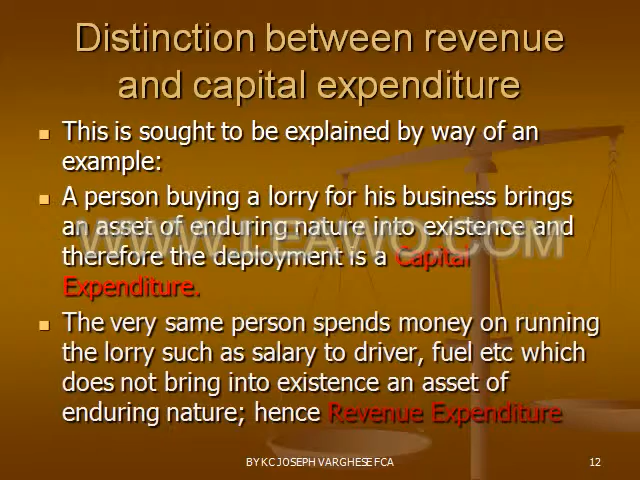 Distinction between revenue
and capital expenditure
This is sought to be explained by way of an
example:
A person buying a lorry for his business brings
an asset of enduring nature into existence and
therefore the deployment is a Capital
Expenditure.
The very same person spends money on running
the lorry such as salary to driver, fuel etc which
does not bring into existence an asset of
enduring nature; hence Revenue Expenditure
WWW.LEAWO.COM
BY KC JOSEPH VARGHESE FCA
12